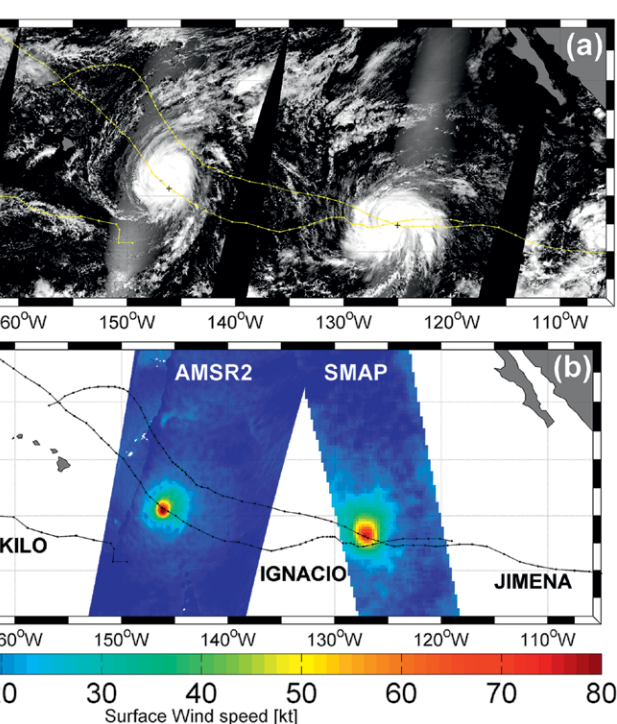 (a)
60°W 150°W 140°W 130°W 120°W 110°W
(b)
AMSR2 SMAP
KILO
IGNACIO
JIMENA
60°W 150°W 140°W 130°W 120°W 110°W
0 30 40 50 60 70 80
Surface Wind speed [kt]